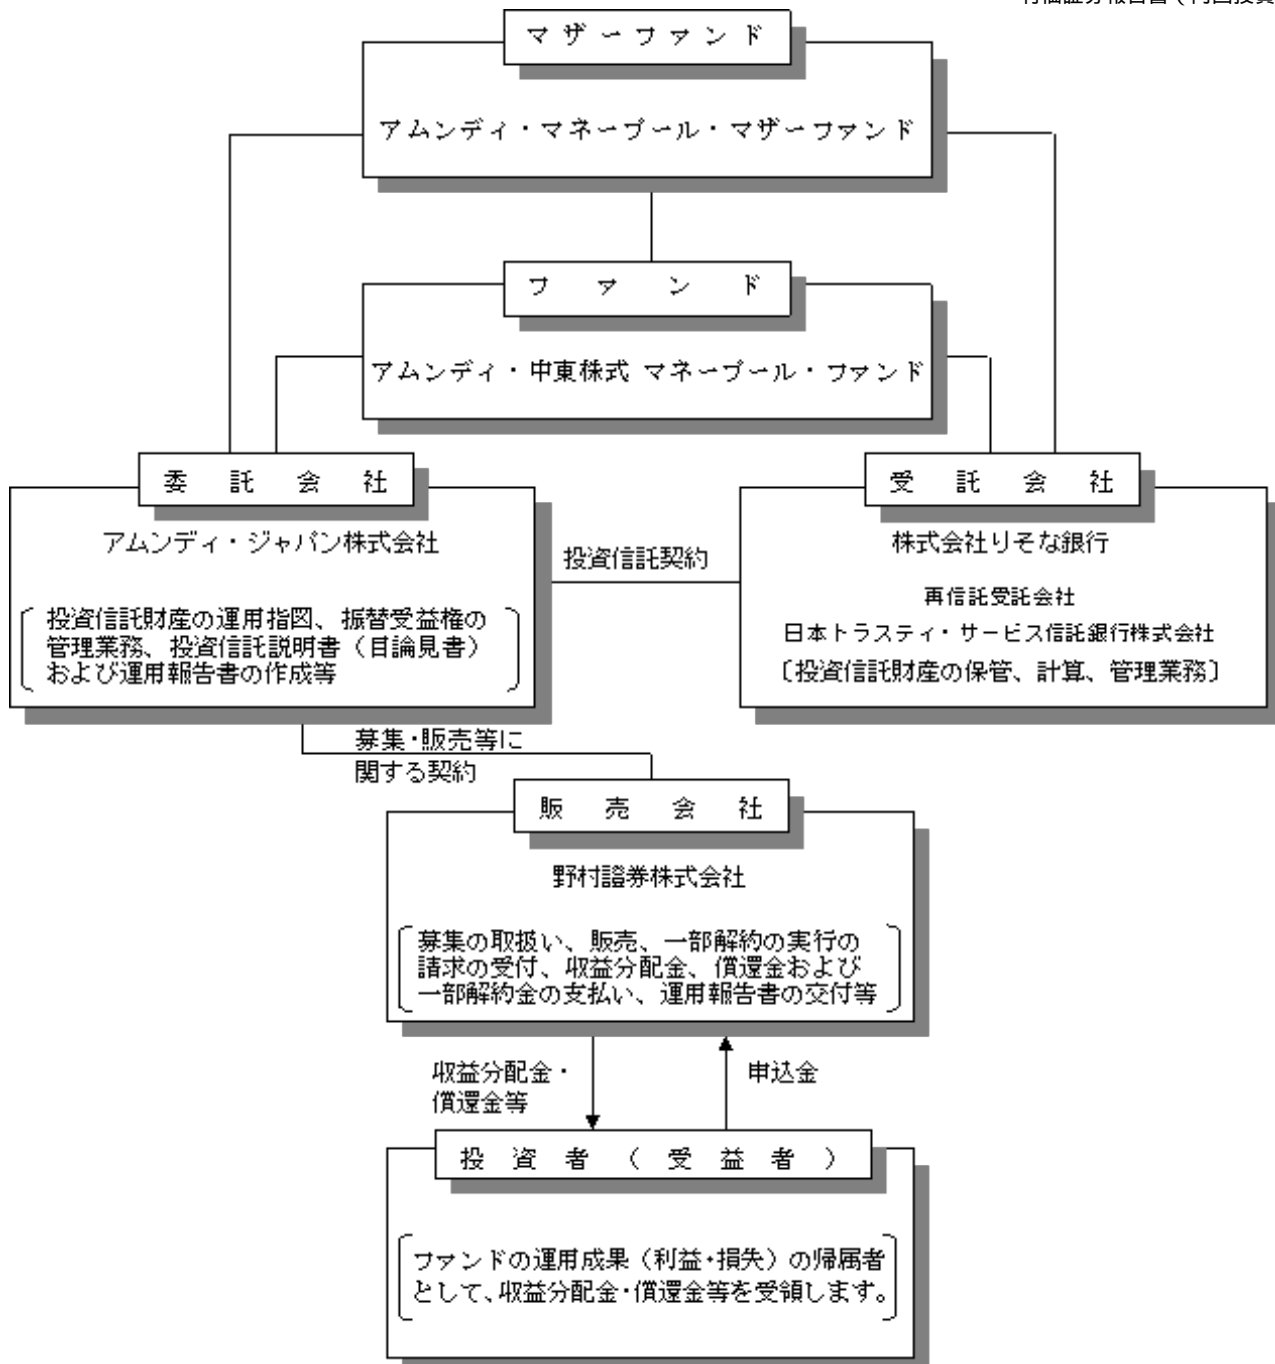 マザーファンド
アムンディ・マネープール・マザーファンド
ファンド
アムンディ・中東株式 マネープール・ファンド
委託会社
アムンディ・ジャパン株式会社
投資信託財産の運用指図、振替受益権の
管理業務、投資信託説明書（目論見書）
および運用報告書の作成等
投資信託契約
受託会社
株式会社りそな銀行
再信託受託会社
日本トラスティ・サービス信託銀行株式会社
〔投資信託財産の保管、計算、管理業務〕
募集・販売等に
関する契約
販売会社
野村證券株式会社
募集の取扱い、販売、一部解約の実行の
請求の受付、収益分配金、償還金および
一部解約金の支払い、運用報告書の交付等
収益分配金・
償還金等
申込金
投資者（受益者）
ファンドの運用成果（利益・損失）の帰属者
として、収益分配金・償還金等を受領します。